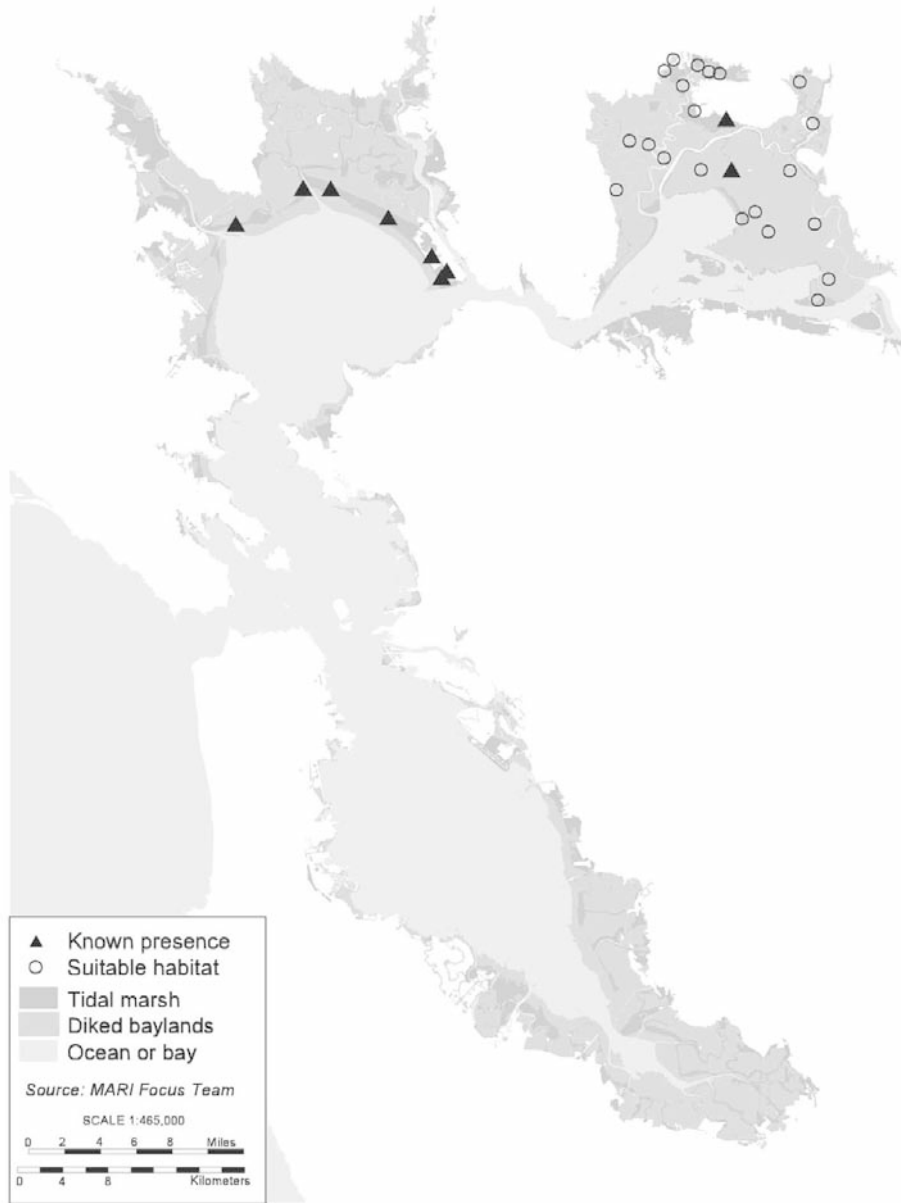 Known presence
Suitable habitat
Tidal marsh
Diked baylands
Ocean or bay
Source: MARI Focus Team
SCALE 1:465,000
0 2 4 6 8 Miles
0 4 8 Kilometers